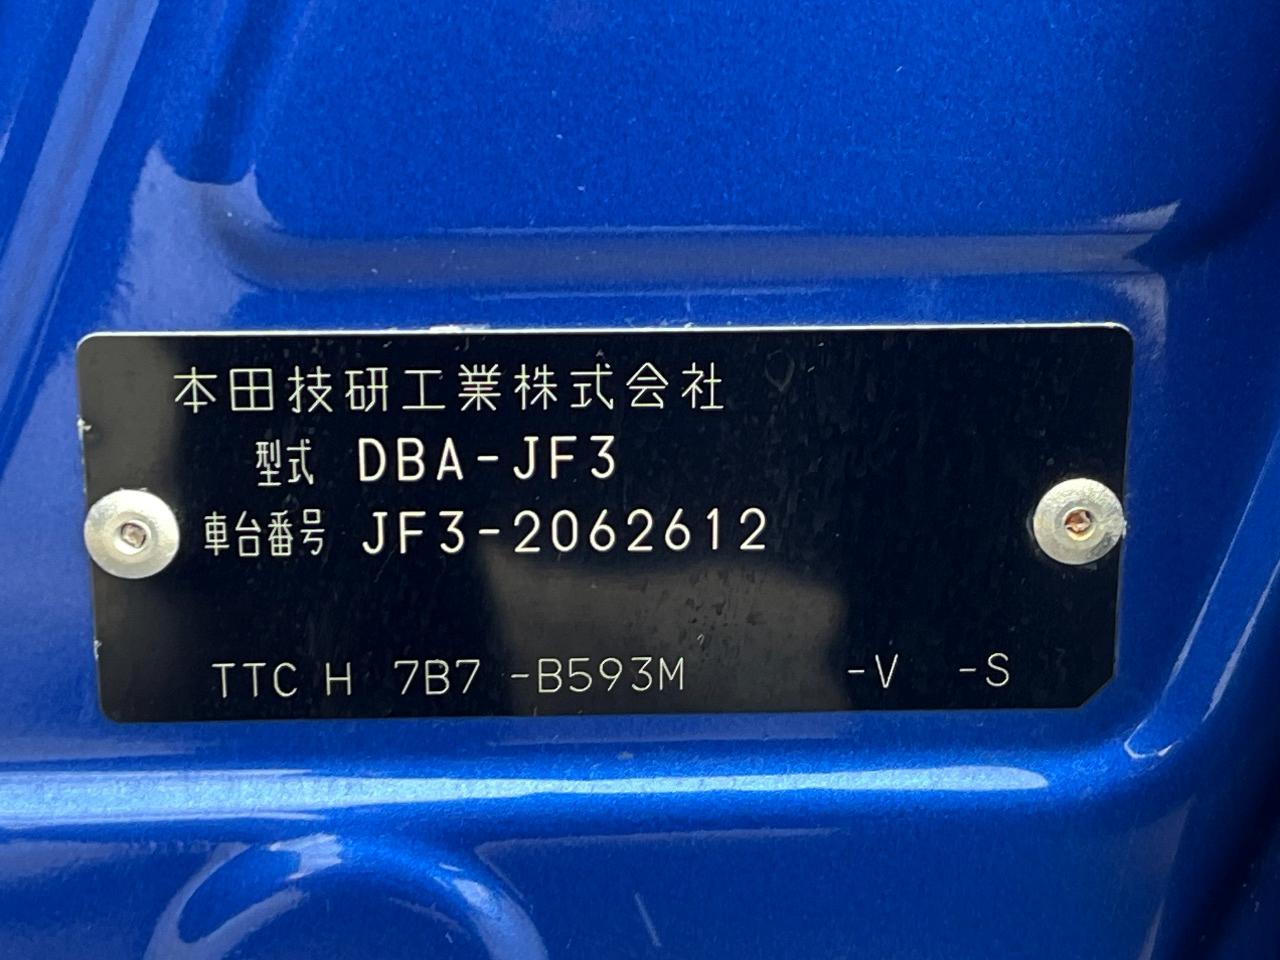 本田技研工業株式会社
型式 DBA-JF3
車台番号 JF3-2062612
TTC H 7B7 -B593M -V -S